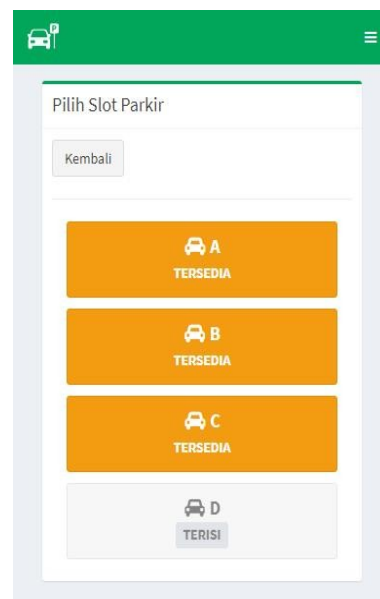 P
Pilih Slot Parkir
Kembali
A
TERSEDIA
B
TERSEDIA
C
TERSEDIA
D
TERISI